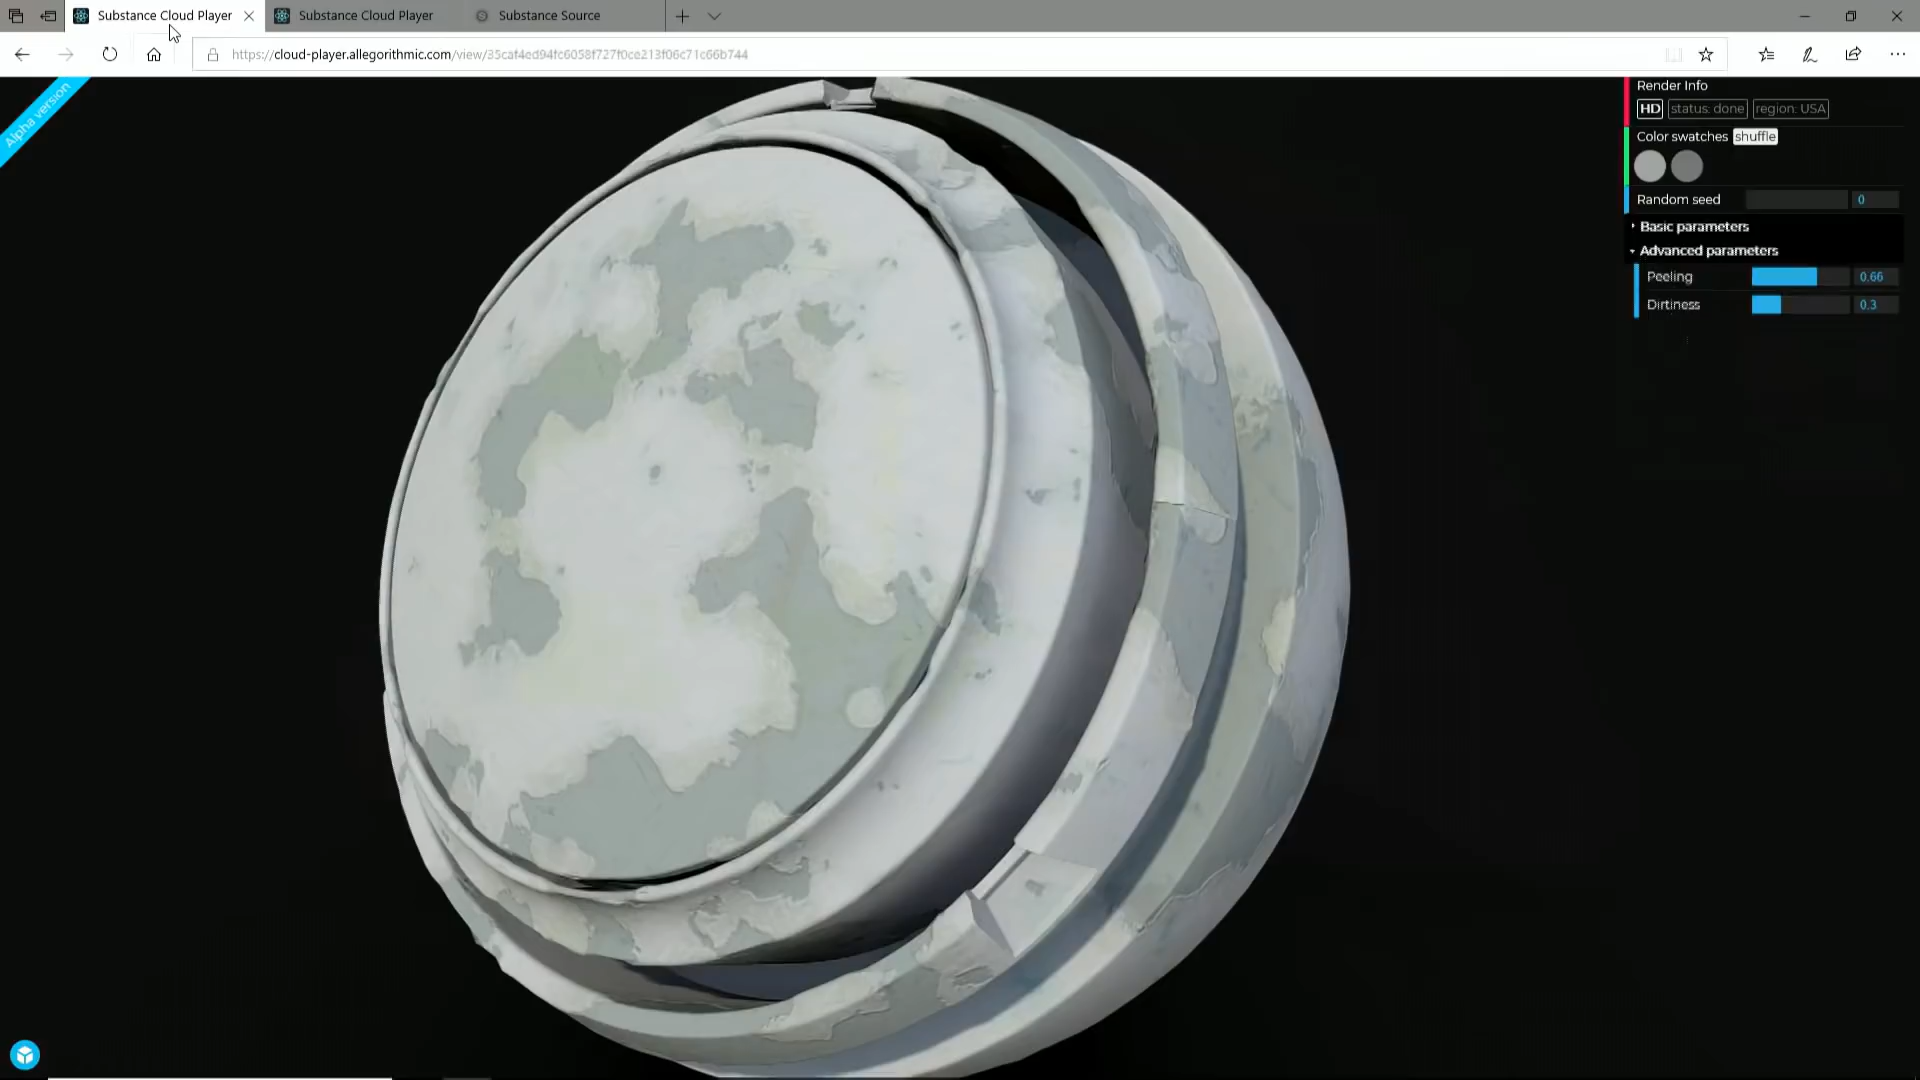 Substance Cloud Player
Substance Cloud Player
Substance Source
https://cloud-player.allegorithmic.com/view/35caf4ed94fc6058f727f0ce213f06c71c66b744
Alpha version
Render Info
HD status: done region: USA
Color swatches shuffle
Random seed 0
Basic parameters
Advanced parameters
Peeling 0.66
Dirtiness 0.3